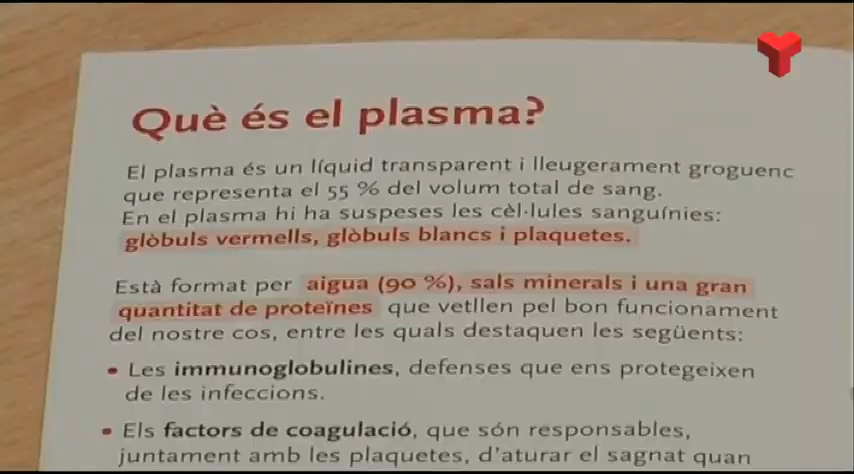 Què és el plasma?
El plasma és un líquid transparent i lleugerament groguenc
que representa el 55 % del volum total de sang.
En el plasma hi ha suspeses les cèl·lules sanguínies:
glòbuls vermells, glòbuls blancs i plaquetes.
Està format per aigua (90 %), sals minerals i una gran
quantitat de proteïnes que vetllen pel bon funcionament
del nostre cos, entre les quals destaquen les següents:
• Les immunoglobulines, defenses que ens protegeixen
de les infeccions.
• Els factors de coagulació, que són responsables,
juntament amb les plaquetes, d'aturar el sagnat quan